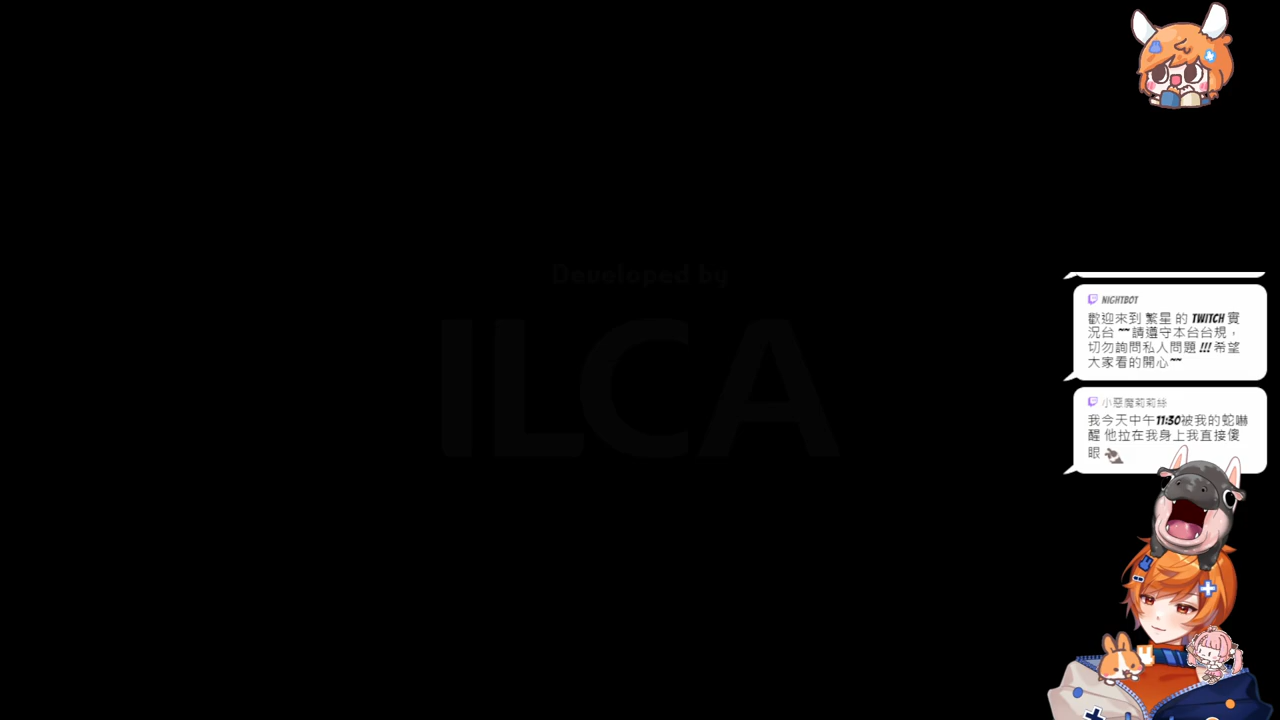 Developed by
ILCA
NIGHTBOT
歡迎來到 繁星 的 TWITCH 實
況台 ~~ 請遵守本台台規，
切勿詢問私人問題 !!! 希望
大家看的開心~~
小惡魔莉莉絲
我今天中午11:30被我的蛇嚇
醒 他拉在我身上我直接傻
眼